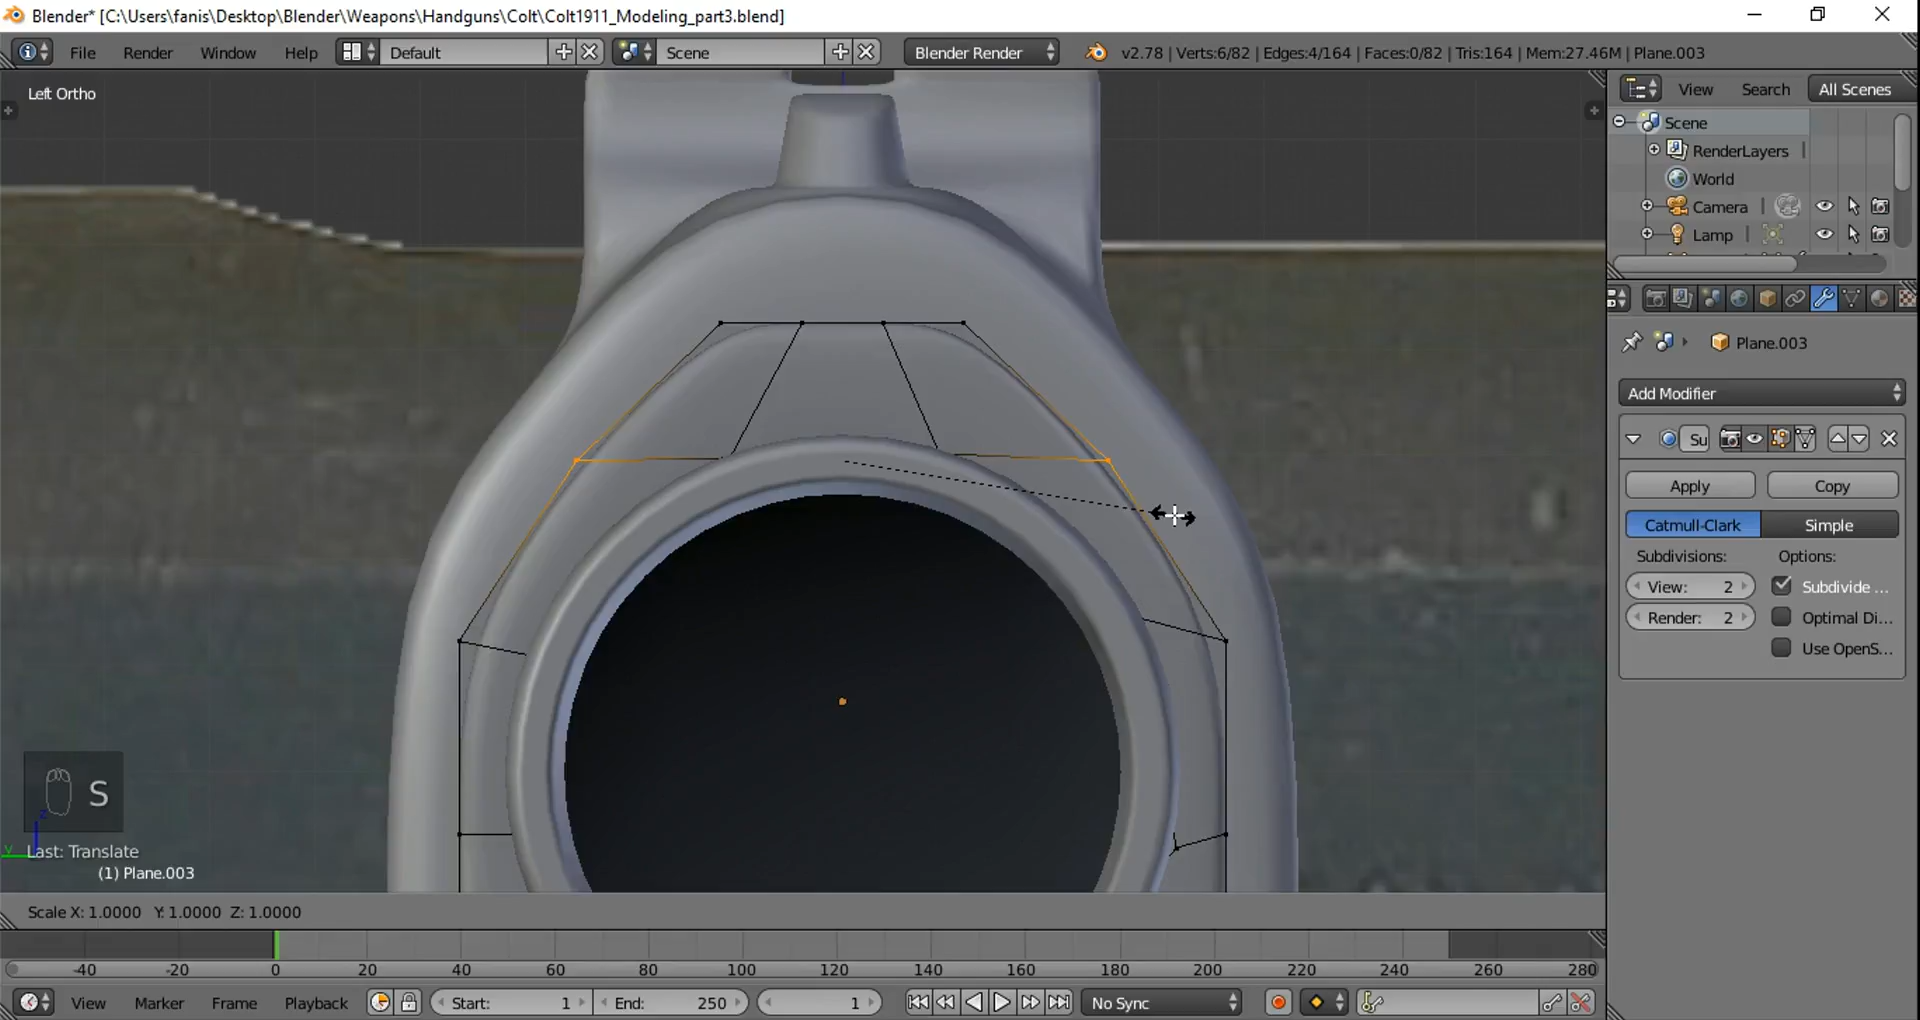 Blender* [C:\Users\fanis\Desktop\Blender\Weapons\Handguns\Colt\Colt1911_Modeling_part3.blend]
File Render Window Help Default Scene Blender Render v2.78 | Verts:6/82 | Edges:4/164 | Faces:0/82 | Tris:164 | Mem:27.46M | Plane.003
Left Ortho
View Search All Scenes
Scene
RenderLayers
World
Camera
Lamp
Plane.003
Add Modifier
Su
Apply Copy
Catmull-Clark Simple
Subdivisions: Options:
View: 2 Subdivide ...
Render: 2 Optimal Di...
Use OpenS...
S
z
y
Last: Translate
(1) Plane.003
Scale X: 1.0000 Y: 1.0000 Z: 1.0000
-40 -20 0 20 40 60 80 100 120 140 160 180 200 220 240 260 280
View Marker Frame Playback Start: 1 End: 250 1 No Sync